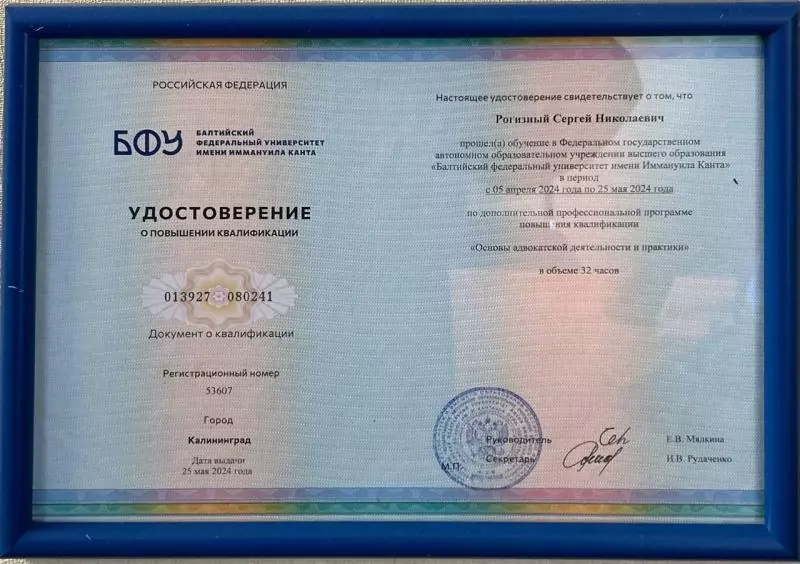 РОССИЙСКАЯ ФЕДЕРАЦИЯ
БФУ
БАЛТИЙСКИЙ
ФЕДЕРАЛЬНЫЙ УНИВЕРСИТЕТ
ИМЕНИ ИММАНУИЛА КАНТА
УДОСТОВЕРЕНИЕ
О ПОВЫШЕНИИ КВАЛИФИКАЦИИ
013927 080241
Документ о квалификации
Регистрационный номер
53607
Город
Калининград
Дата выдачи
25 мая 2024 года
Настоящее удостоверение свидетельствует о том, что
Рогизный Сергей Николаевич
прошел(а) обучение в Федеральном государственном
автономном образовательном учреждении высшего образования
«Балтийский федеральный университет имени Иммануила Канта»
в период
с 05 апреля 2024 года по 25 мая 2024 года
по дополнительной профессиональной программе
повышения квалификации
«Основы адвокатской деятельности и практики»
в объеме 32 часов
Руководитель Е.В. Мялкина
Секретарь И.В. Рудаченко
М.П.